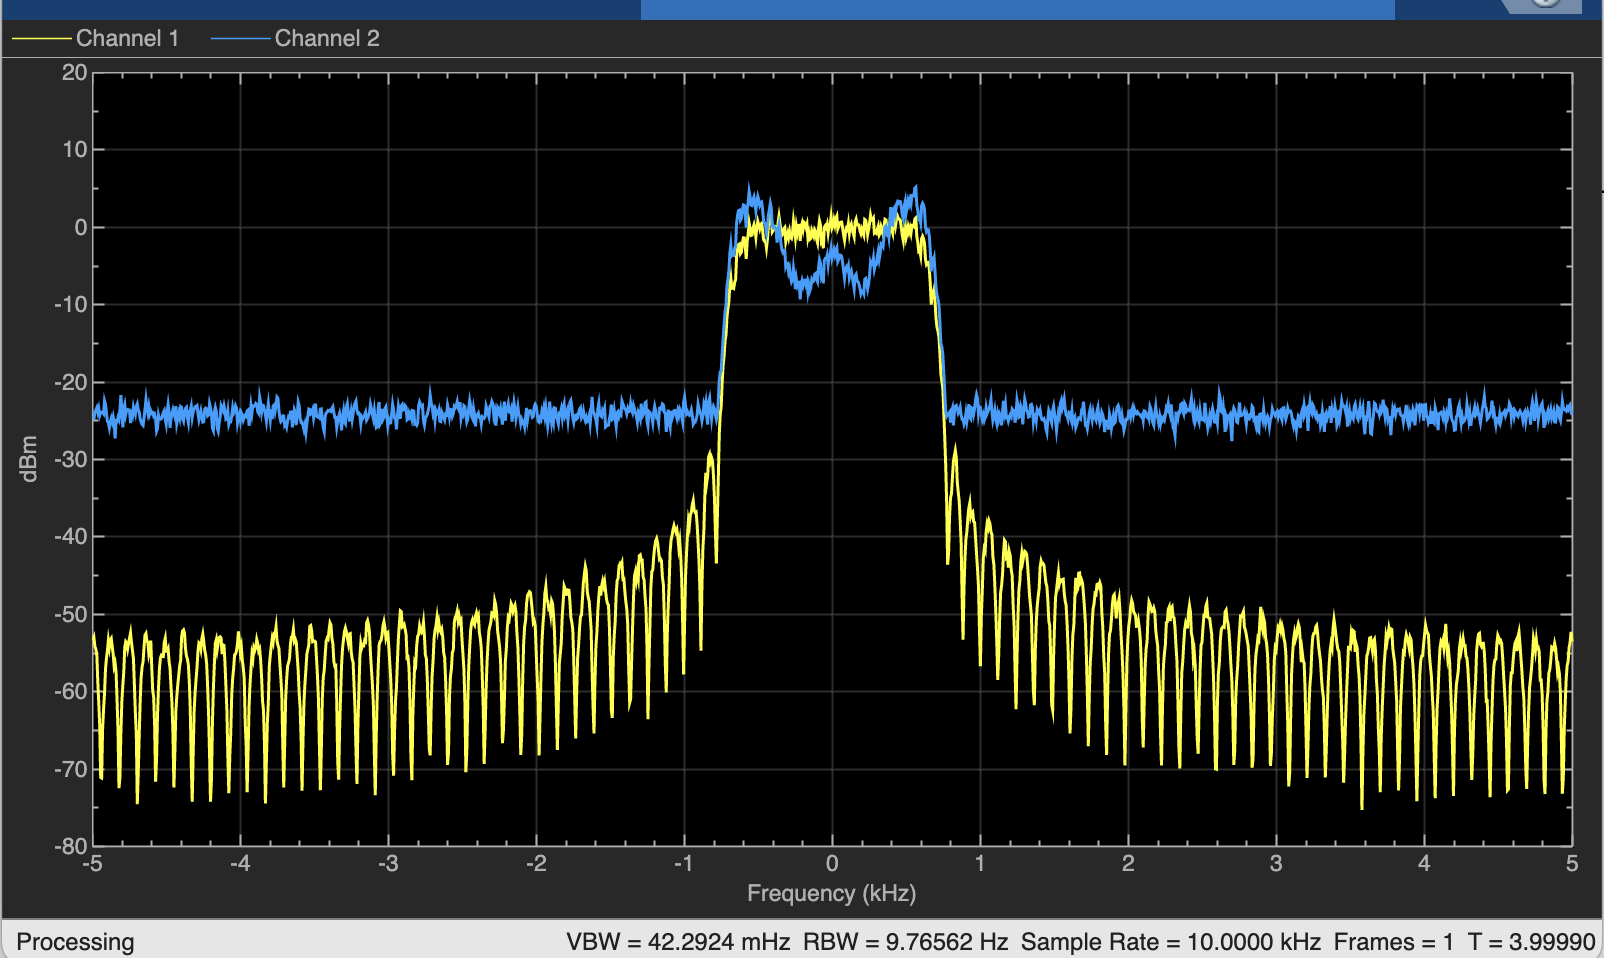 Channel 1 Channel 2
20
10
0
-10
-20
-30
-40
-50
-60
-70
-80
dBm
-5 -4 -3 -2 -1 0 1 2 3 4 5
Frequency (kHz)
Processing VBW = 42.2924 mHz RBW = 9.76562 Hz Sample Rate = 10.0000 kHz Frames = 1 T = 3.99990